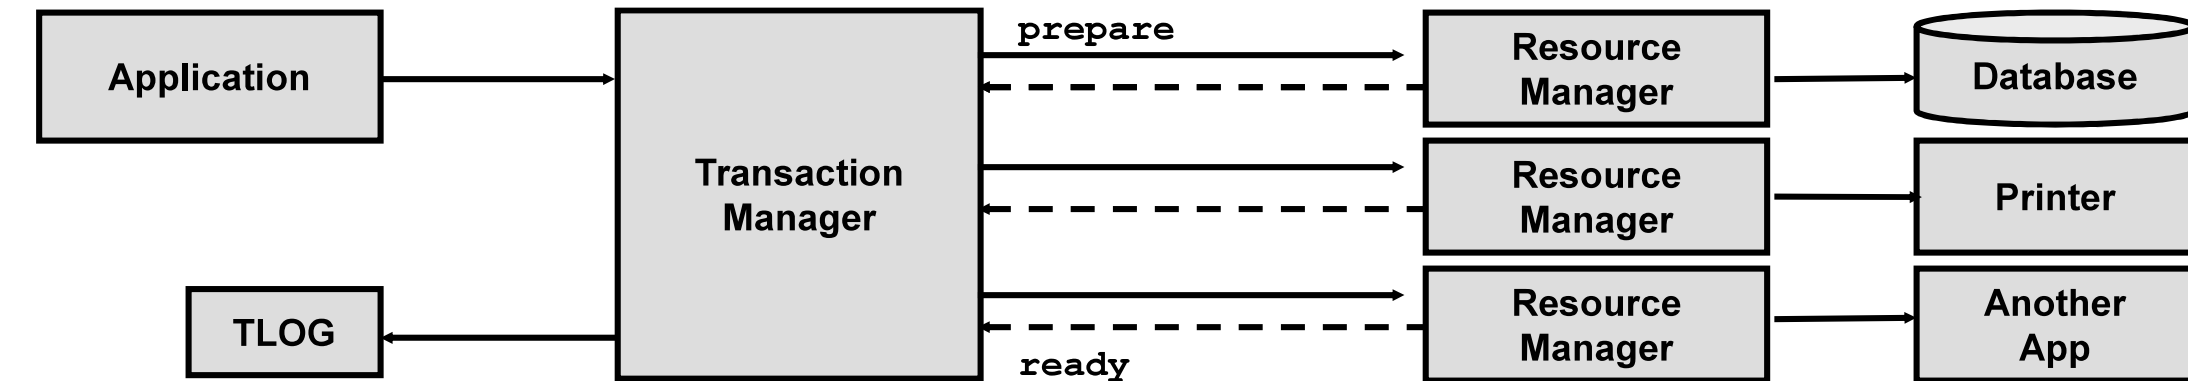 prepare
Application
Transaction
Manager
Resource
Manager
Database
Resource
Manager
Printer
TLOG
Resource
Manager
Another
App
ready